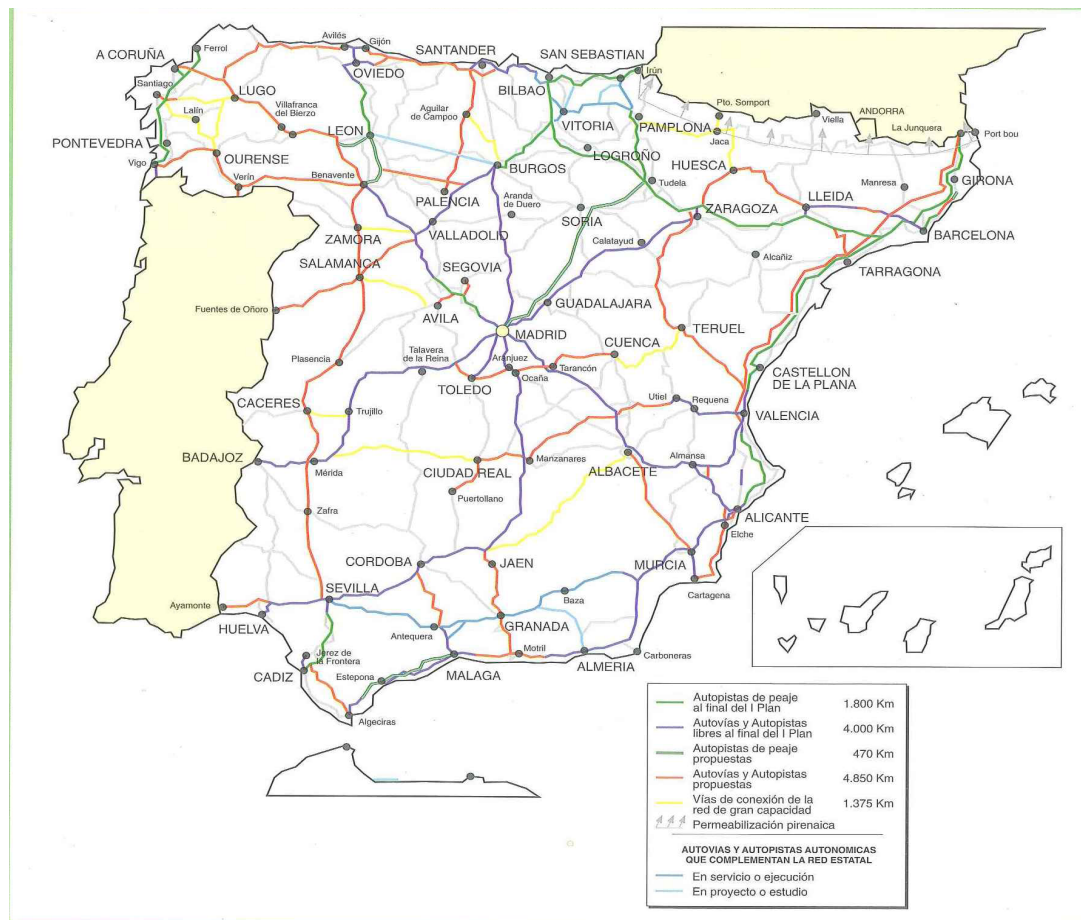 Avilés
Gijón
Ferrol
A CORUÑA
SANTANDER
SAN SEBASTIAN
Irún
OVIEDO
BILBAO
Santiago
LUGO
Pto. Somport
Viella
ANDORRA
Lalín
Villafranca
del Bierzo
Aguilar
de Campoo
VITORIA
PAMPLONA
Jaca
La Junquera
Port bou
PONTEVEDRA
LEON
LOGROÑO
HUESCA
Vigo
OURENSE
BURGOS
Verín
Benavente
Tudela
Manresa
GIRONA
PALENCIA
Aranda
de Duero
SORIA
ZARAGOZA
LLEIDA
ZAMORA
VALLADOLID
BARCELONA
Calatayud
SALAMANCA
SEGOVIA
Alcañiz
TARRAGONA
Fuentes de Oñoro
AVILA
GUADALAJARA
MADRID
TERUEL
Plasencia
Talavera
de la Reina
Aránjuez
CUENCA
Tarancón
CASTELLON
DE LA PLANA
TOLEDO
Ocaña
CACERES
Trujillo
Utiel
Requena
VALENCIA
BADAJOZ
Mérida
CIUDAD REAL
Manzanares
ALBACETE
Almansa
Puertollano
Zafra
ALICANTE
Elche
CORDOBA
JAEN
MURCIA
Cartagena
SEVILLA
Baza
Ayamonte
HUELVA
Antequera
GRANADA
Jerez de
la Frontera
Motril
CADIZ
Estepona
MALAGA
ALMERIA
Carboneras
Algeciras
Autopistas de peaje
al final del I Plan 1.800 Km
Autovías y Autopistas
libres al final del I Plan 4.000 Km
Autopistas de peaje
propuestas 470 Km
Autovías y Autopistas
propuestas 4.850 Km
Vías de conexión de la
red de gran capacidad 1.375 Km
Permeabilización pirenaica
AUTOVIAS Y AUTOPISTAS AUTONOMICAS
QUE COMPLEMENTAN LA RED ESTATAL
En servicio o ejecución
En proyecto o estudio